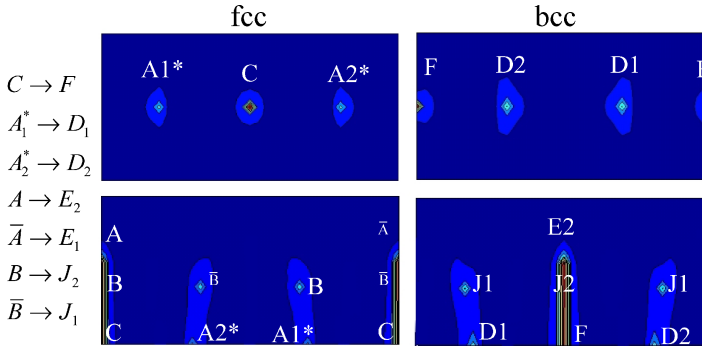 fcc
bcc
C → F
A₁* → D₁
A₂* → D₂
A → E₂
A̅ → E₁
B → J₂
B̅ → J₁
A1*
C
A2*
F
D2
D1
A
A̅
B
B̅
B
B̅
C
A2*
A1*
C
E2
J1
J2
J1
D1
F
D2